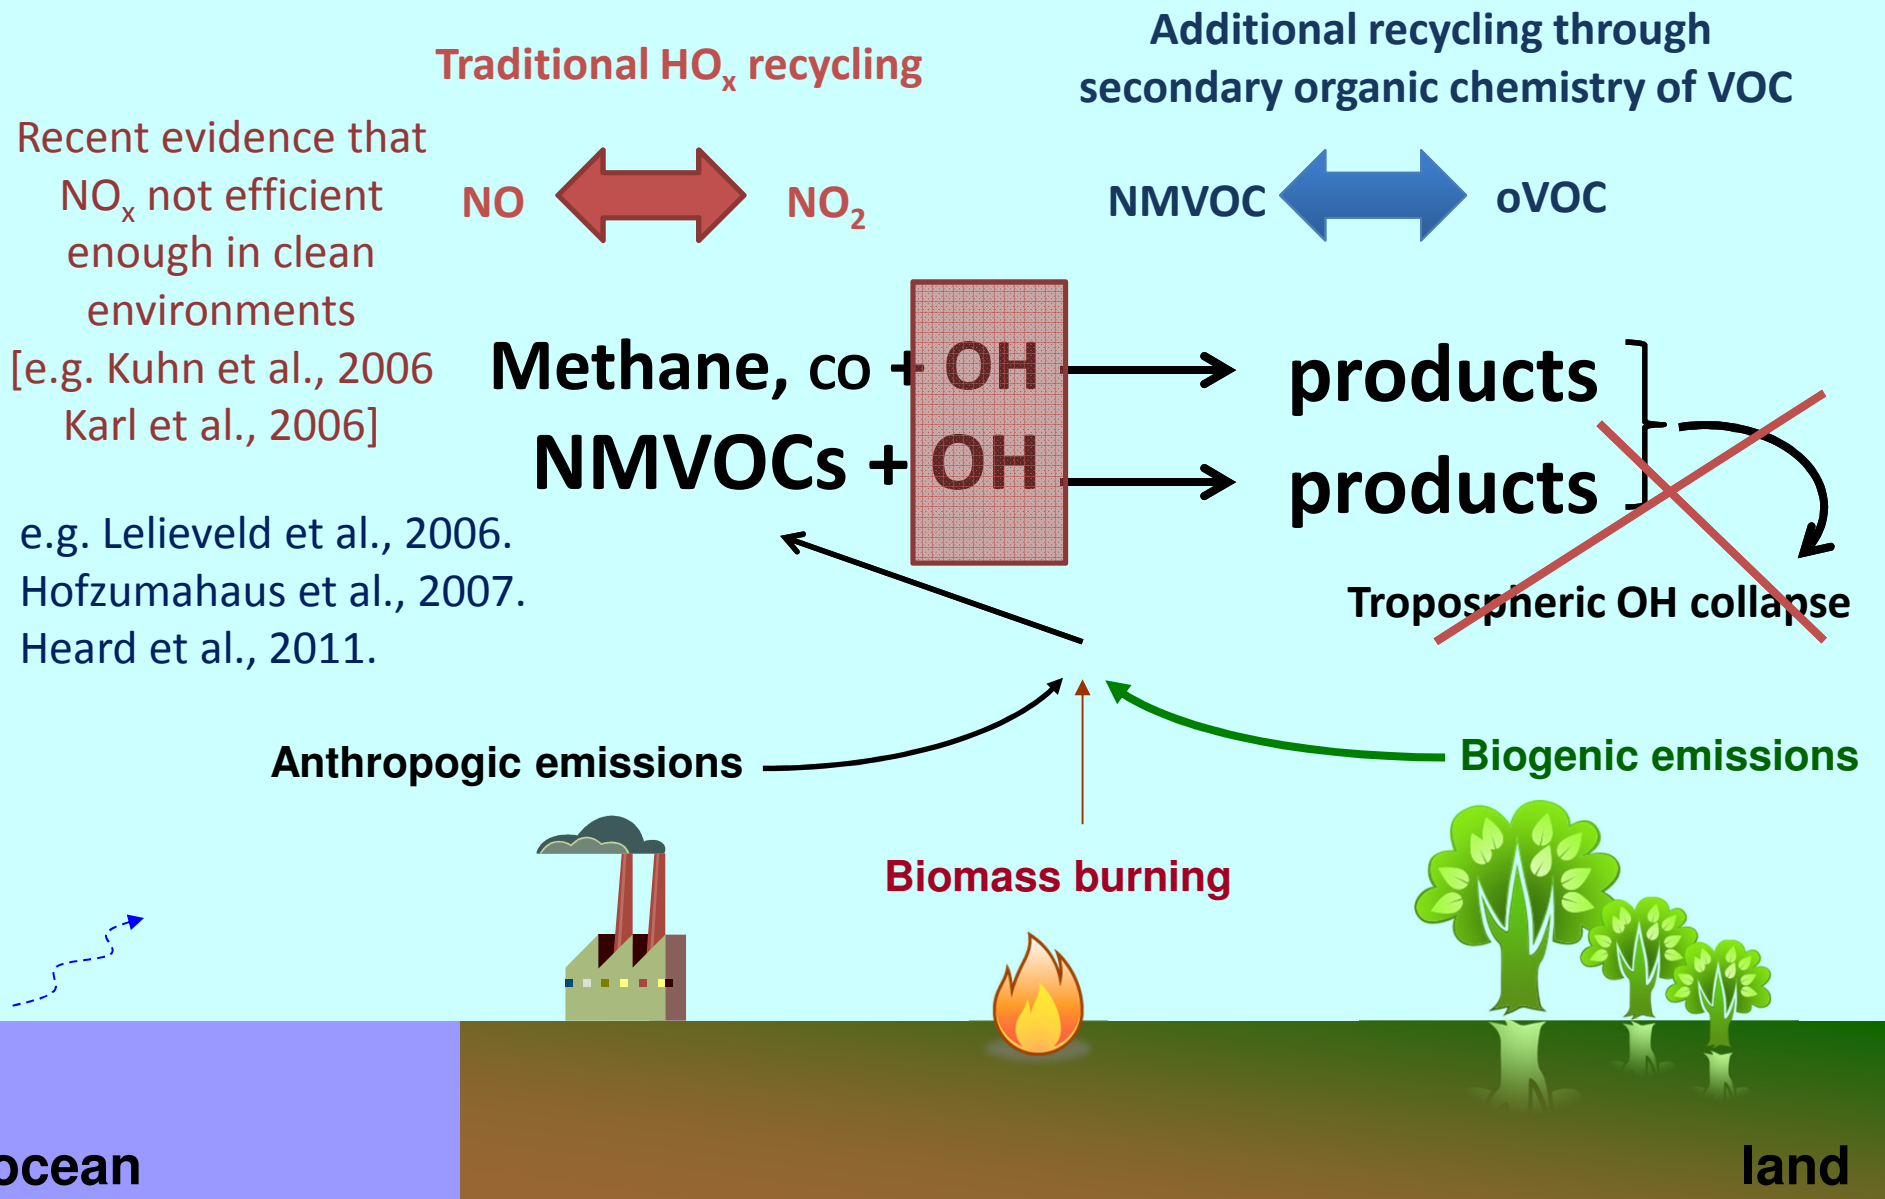 Traditional HOx recycling
Additional recycling through
secondary organic chemistry of VOC
Recent evidence that
NOx not efficient
enough in clean
environments
[e.g. Kuhn et al., 2006
Karl et al., 2006]
NO
NO2
NMVOC
oVOC
Methane, co + OH
products
NMVOCs + OH
products
e.g. Lelieveld et al., 2006.
Hofzumahaus et al., 2007.
Heard et al., 2011.
Tropospheric OH collapse
Anthropogic emissions
Biogenic emissions
Biomass burning
ocean
land